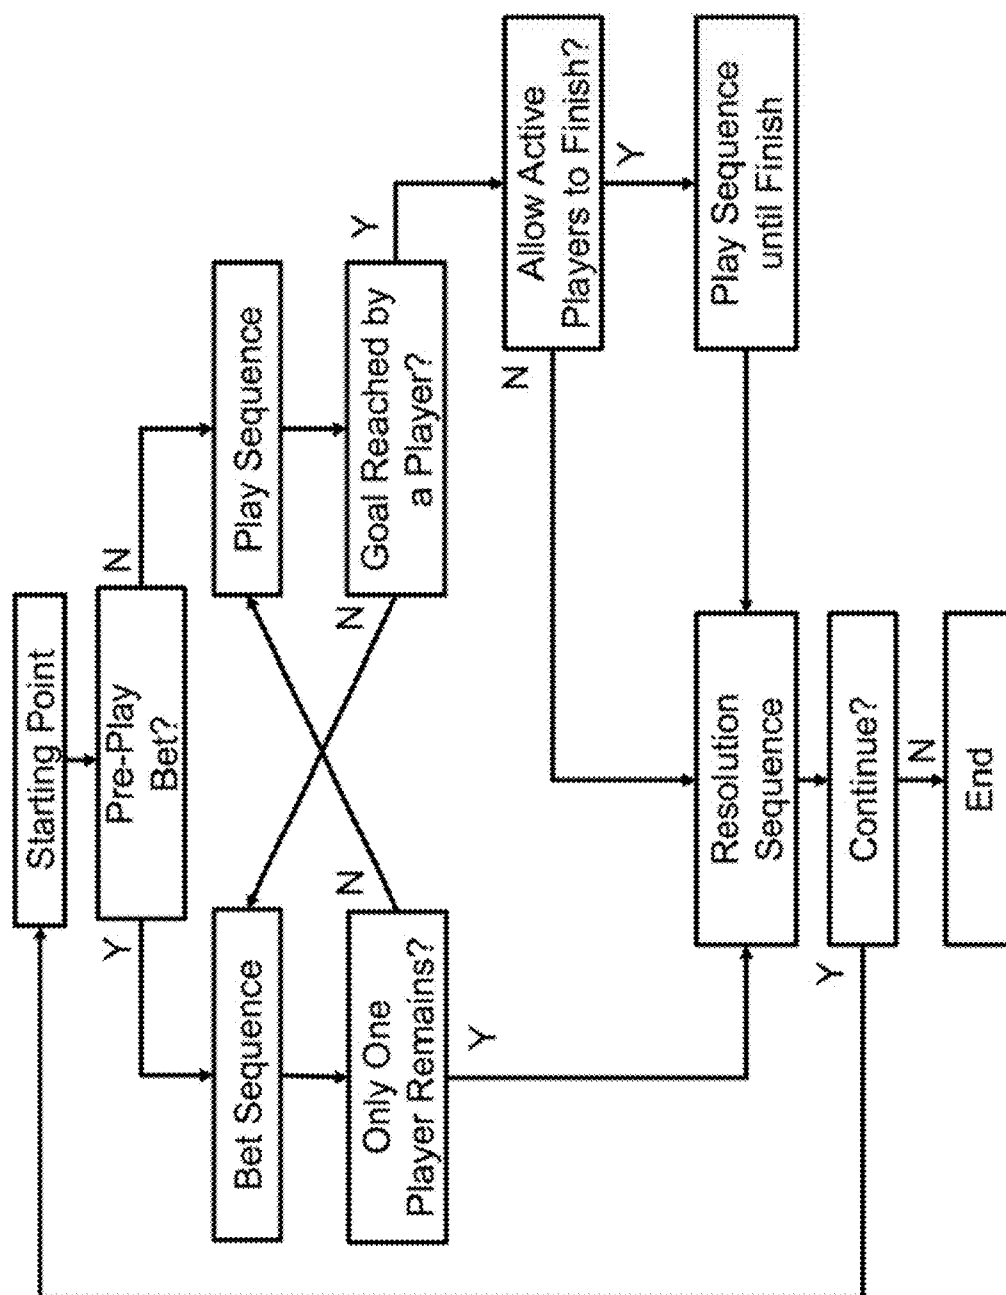 Starting Point
Pre-Play
Bet?
Y
N
Bet Sequence
Play Sequence
Only One
Player Remains?
N
N
Goal Reached by
a Player?
Y
Y
N
Allow Active
Players to Finish?
Y
Resolution
Sequence
Play Sequence
until Finish
Y
Continue?
N
End